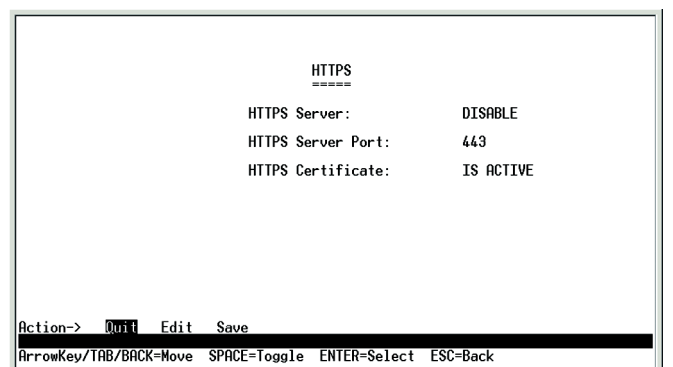 HTTPS
=====
HTTPS Server: DISABLE
HTTPS Server Port: 443
HTTPS Certificate: IS ACTIVE
Action-> Quit Edit Save
ArrowKey/TAB/BACK=Move SPACE=Toggle ENTER=Select ESC=Back